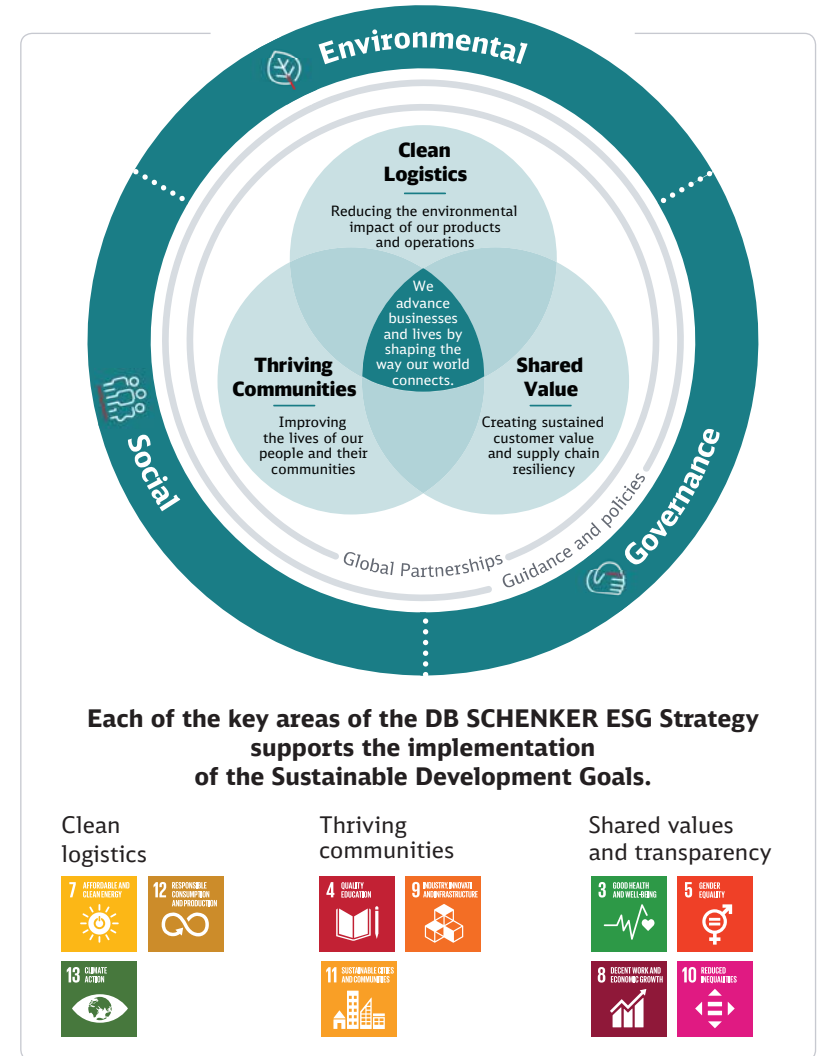 Environmental
Clean
Logistics
Reducing the environmental
impact of our products
and operations
We
advance
businesses
and lives by
shaping the
way our world
connects.
Thriving
Communities
Improving
the lives of our
people and their
communities
Shared
Value
Creating sustained
customer value
and supply chain
resiliency
Social
Governance
Global Partnerships
Guidance and policies
Each of the key areas of the DB SCHENKER ESG Strategy
supports the implementation
of the Sustainable Development Goals.
Clean
logistics
7 AFFORDABLE AND
CLEAN ENERGY
12 RESPONSIBLE
CONSUMPTION
AND PRODUCTION
13 CLIMATE
ACTION
Thriving
communities
4 QUALITY
EDUCATION
9 INDUSTRY, INNOVATI
AND INFRASTRUCTURE
11 SUSTAINABLE CITIES
AND COMMUNITIES
Shared values
and transparency
3 GOOD HEALTH
AND WELL-BEING
5 GENDER
EQUALITY
8 DECENT WORK AND
ECONOMIC GROWTH
10 REDUCED
INEQUALITIES